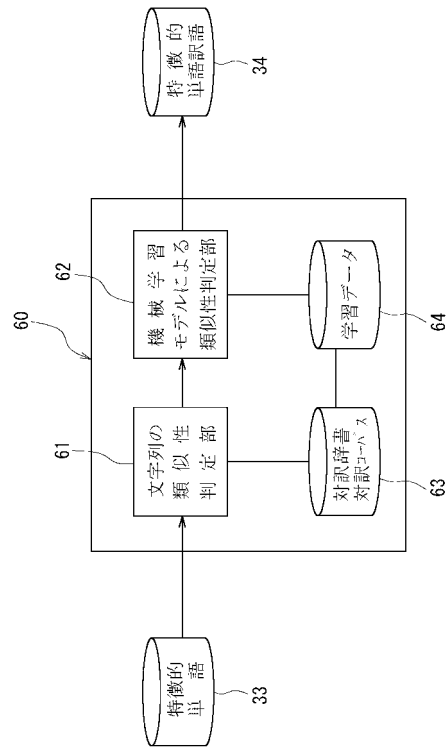 60
61
文字列の
類似性
判定部
62
機械学習
モデルによる
類似性判定部
特徴的
単語
33
特徴的
単語訳語
34
対訳辞書
対訳コーパス
63
学習データ
64